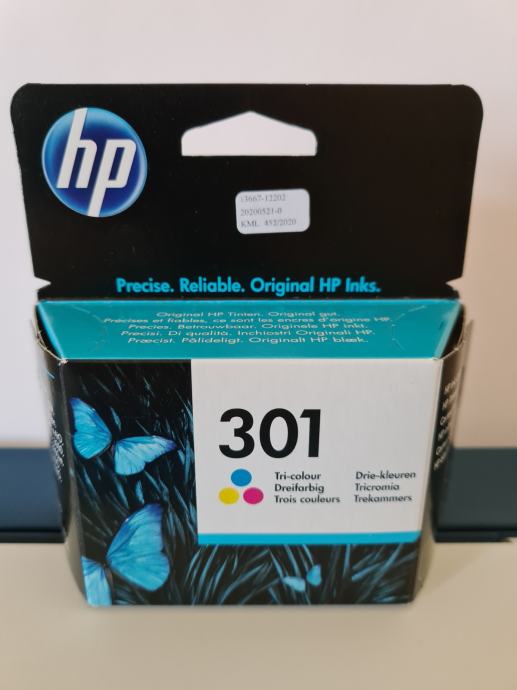 hp
13667-12202
20200521-0
KML 452/2020
Precise. Reliable. Original HP Inks.
Original HP Tinten. Original gut.
Précises et fiables, ce sont les encres d'origine HP.
Precies. Betrouwbaar. Originele HP inkt.
Precisi. Di qualità. Inchiostri Originali HP.
Præcist. Pålideligt. Originalt HP blæk.
301
Tri-colour Drie-kleuren
Dreifarbig Tricromia
Trois couleurs Trekammers